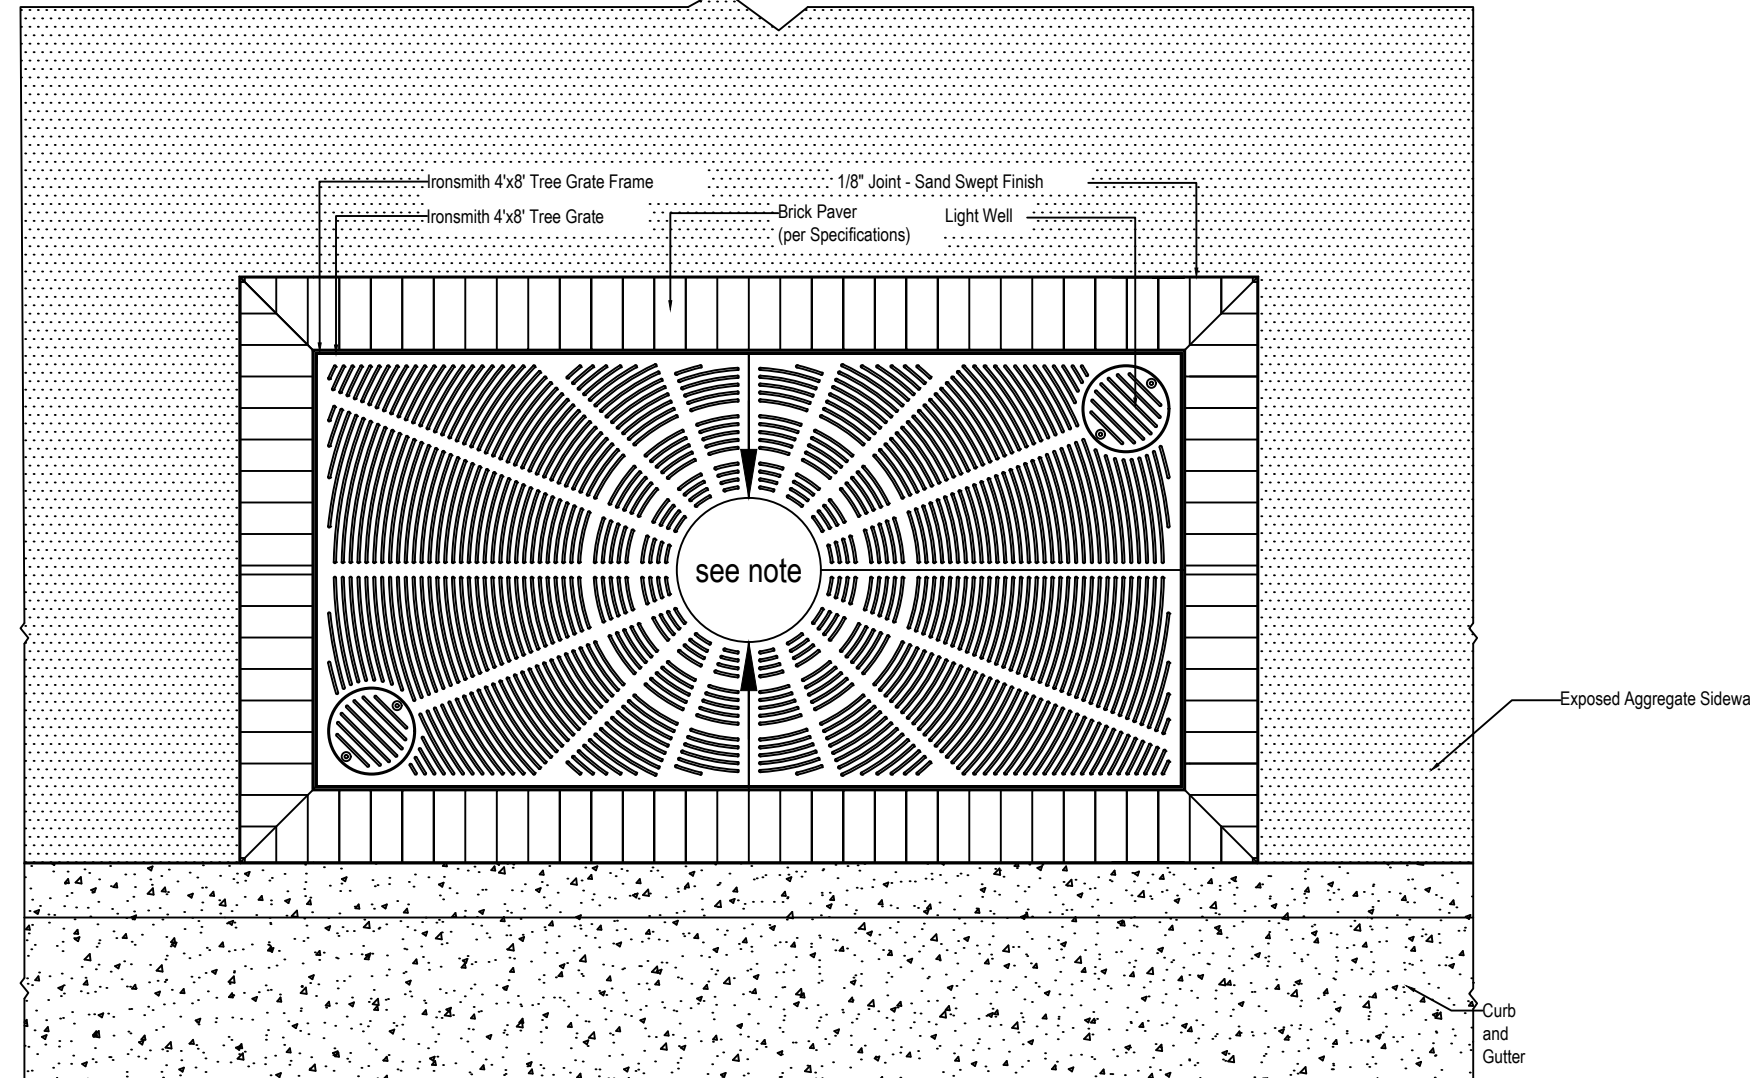 Ironsmith 4'x8' Tree Grate Frame
1/8" Joint - Sand Swept Finish
Ironsmith 4'x8' Tree Grate
Brick Paver
(per Specifications)
Light Well
see note
Exposed Aggregate Sidewa
Curb
and
Gutter